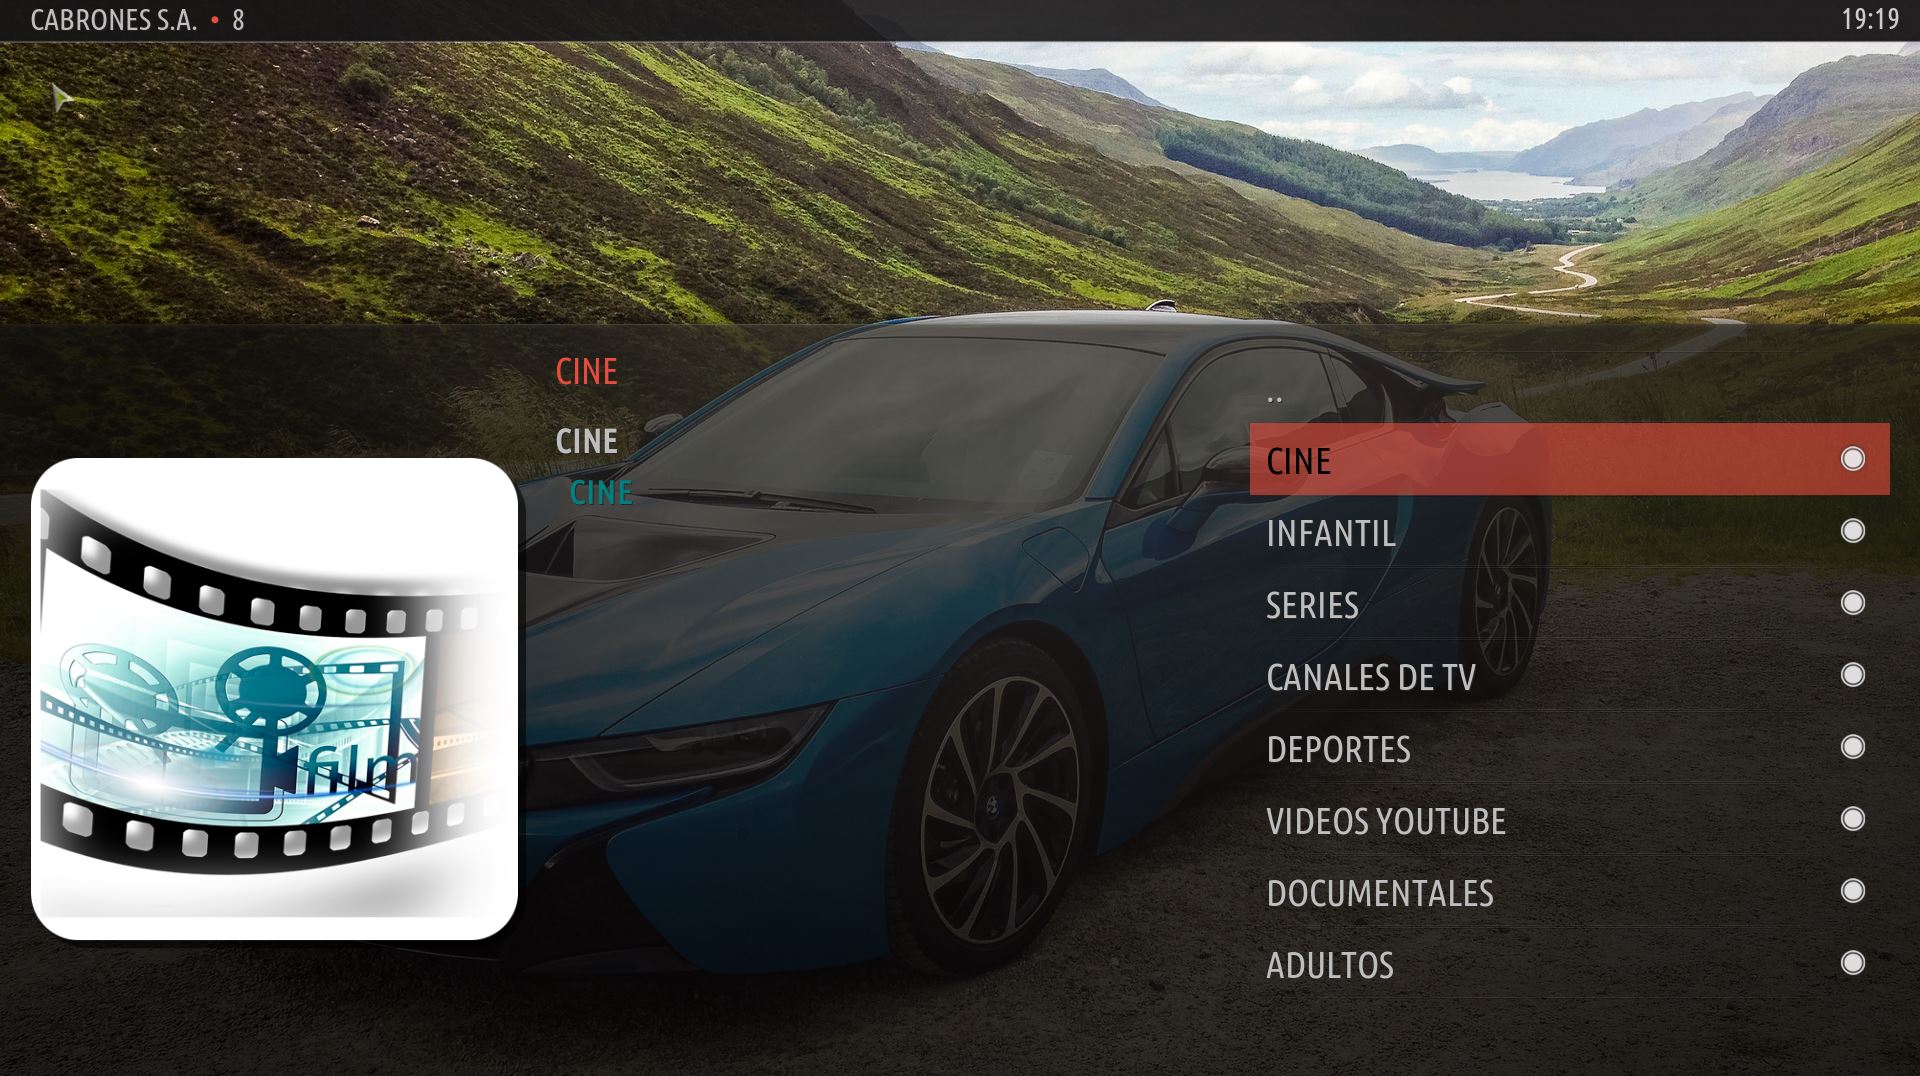 CABRONES S.A. • 8
19:19
CINE
CINE
CINE
film
..
CINE
INFANTIL
SERIES
CANALES DE TV
DEPORTES
VIDEOS YOUTUBE
DOCUMENTALES
ADULTOS